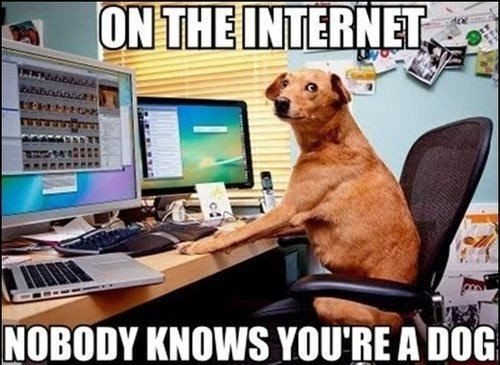 ON THE INTERNET
NOBODY KNOWS YOU'RE A DOG